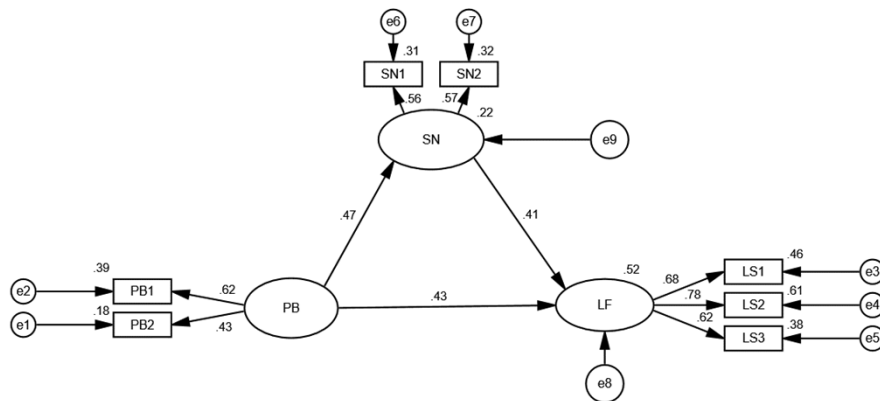 e6
e7
.31
.32
SN1
SN2
.56
.57
.22
SN
e9
.47
.41
.39
.52
.46
.68
LS1
e3
e2
PB1
.62
.78
LS2
.61
e4
.18
PB
.43
LF
e1
PB2
.43
.62
LS3
.38
e5
e8